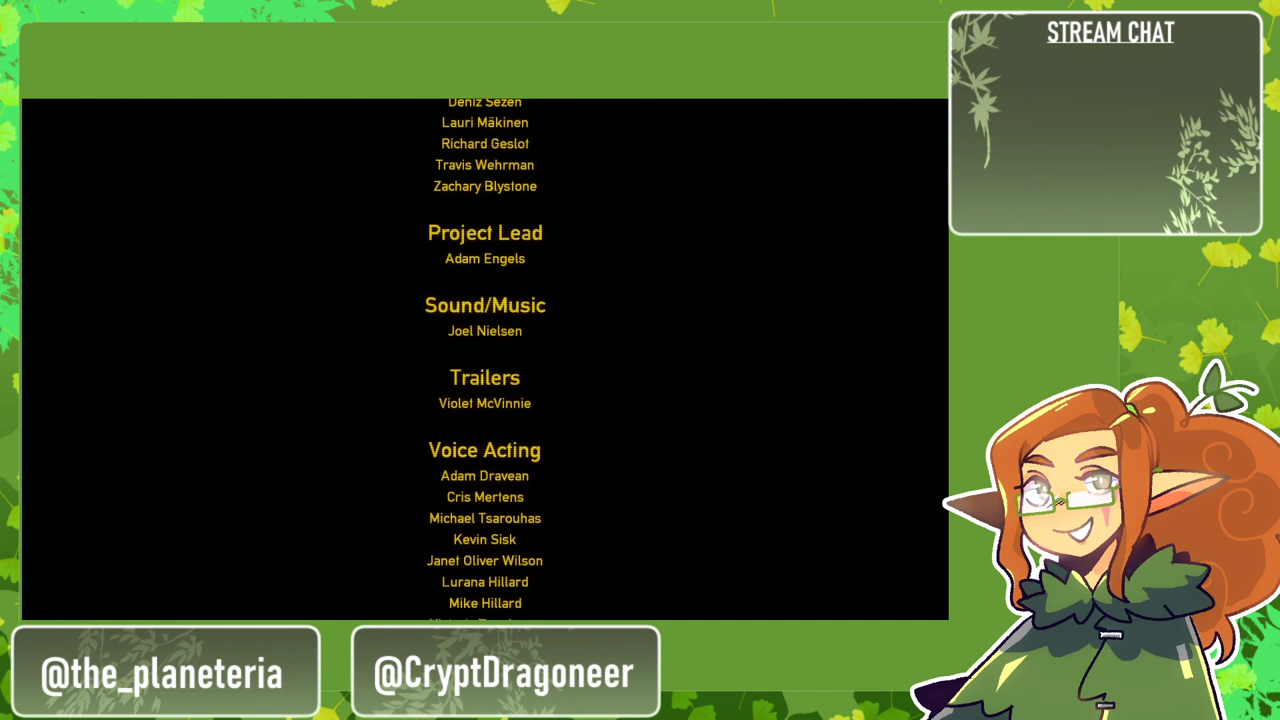 STREAM CHAT
Deniz Sezen
Lauri Mäkinen
Richard Geslot
Travis Wehrman
Zachary Blystone
Project Lead
Adam Engels
Sound/Music
Joel Nielsen
Trailers
Violet McVinnie
Voice Acting
Adam Dravean
Cris Mertens
Michael Tsarouhas
Kevin Sisk
Janet Oliver Wilson
Lurana Hillard
Mike Hillard
@the_planeteria
@CryptDragoneer